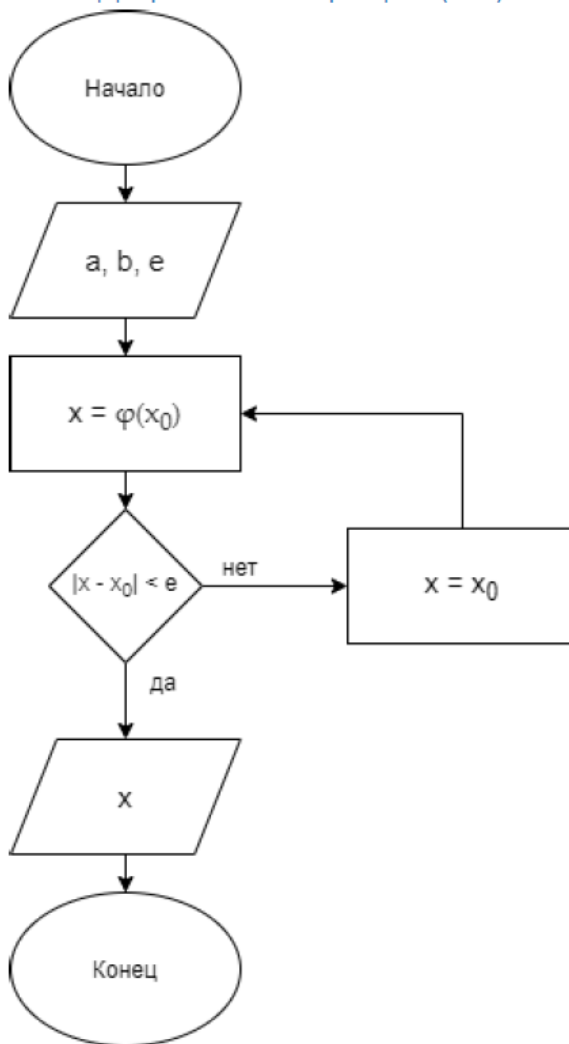 Начало
a, b, e
x = φ(x₀)
|x - x₀| < e
нет
x = x₀
да
x
Конец